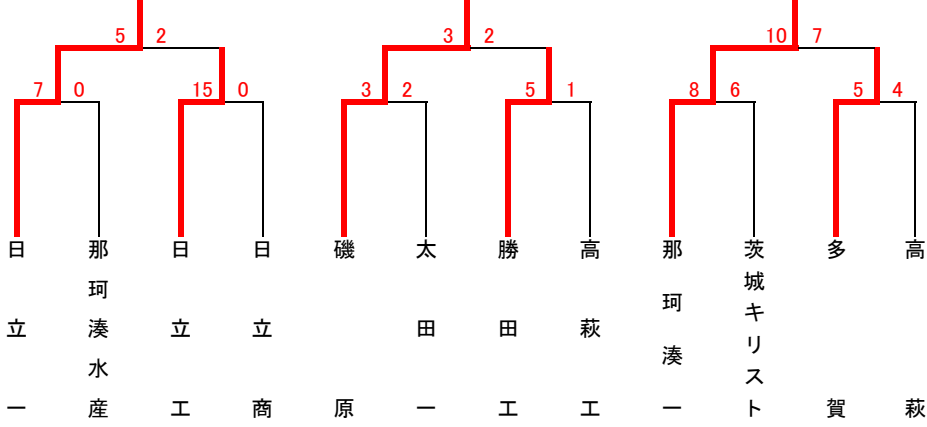 5 2
3 2
10 7
7 0
15 0
3 2
5 1
8 6
5 4
日立一
那珂湊水産
日立工
日立商
磯原
太田一
勝田工
高萩工
那珂湊一
茨城キリスト
多賀
高萩